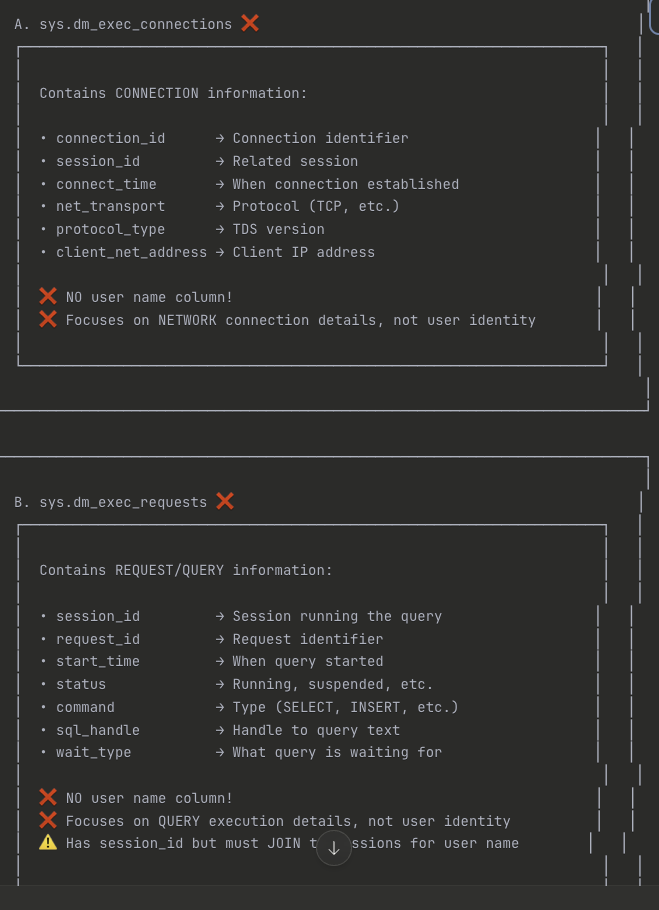 A. sys.dm_exec_connections ❌
Contains CONNECTION information:
• connection_id → Connection identifier
• session_id → Related session
• connect_time → When connection established
• net_transport → Protocol (TCP, etc.)
• protocol_type → TDS version
• client_net_address → Client IP address
❌ NO user name column!
❌ Focuses on NETWORK connection details, not user identity
B. sys.dm_exec_requests ❌
Contains REQUEST/QUERY information:
• session_id → Session running the query
• request_id → Request identifier
• start_time → When query started
• status → Running, suspended, etc.
• command → Type (SELECT, INSERT, etc.)
• sql_handle → Handle to query text
• wait_type → What query is waiting for
❌ NO user name column!
❌ Focuses on QUERY execution details, not user identity
⚠️ Has session_id but must JOIN for user name